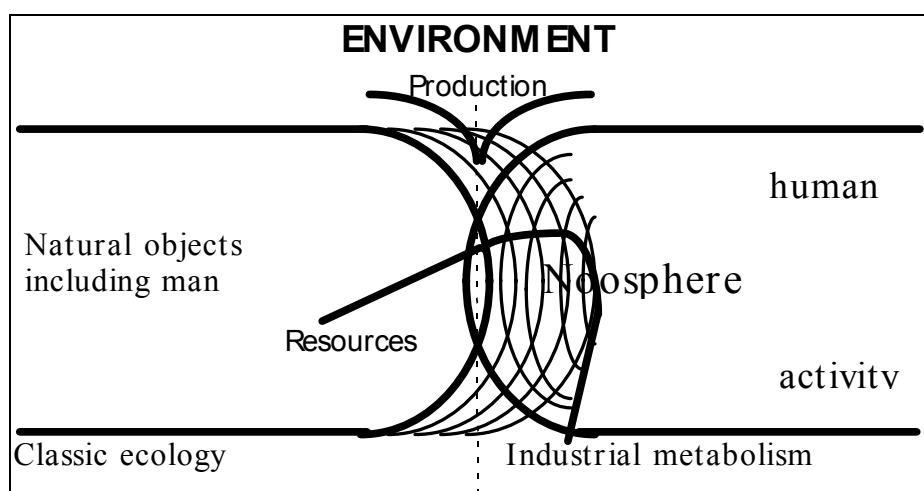 ENVIRONMENT
Production
human
Natural objects
including man
Noosphere
Resources
activity
Classic ecology
Industrial metabolism